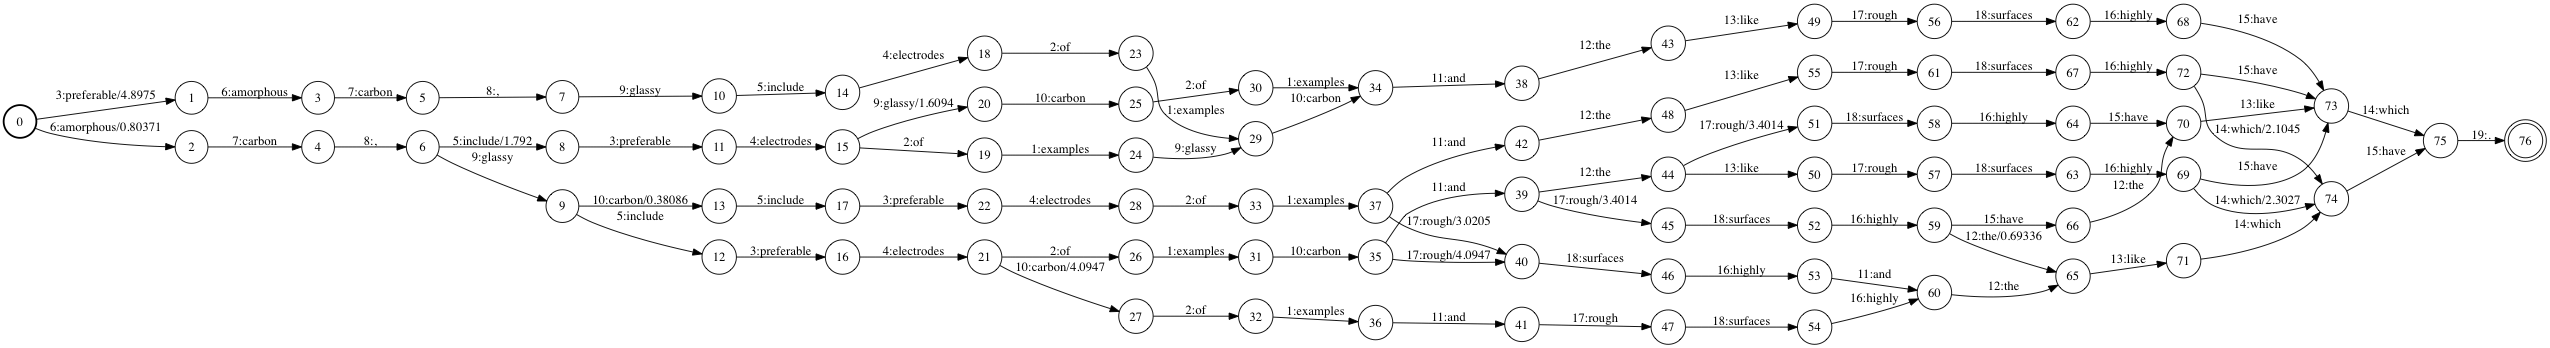 13:like 49 17:rough 56 18:surfaces 62 16:highly 68 15:have
12:the 43
4:electrodes 18 2:of 23
13:like 55 17:rough 61 18:surfaces 67 16:highly 72 15:have
3:preferable/4.8975 1 6:amorphous 3 7:carbon 5 8:, 7 9:glassy 10 5:include 14 2:of 30 1:examples 34 11:and 38
9:glassy/1.6094 20 10:carbon 25 1:examples 10:carbon 12:the 48 13:like 73 14:which
0 6:amorphous/0.80371 17:rough/3.4014 51 18:surfaces 58 16:highly 64 15:have 70 14:which/2.1045
2 7:carbon 4 8:, 6 5:include/1.792 8 3:preferable 11 4:electrodes 15 2:of 19 1:examples 24 9:glassy 29 11:and 42 15:have 75 19:. 76
9:glassy 12:the 44 13:like 50 17:rough 57 18:surfaces 63 16:highly 69 15:have
9 10:carbon/0.38086 13 5:include 17 3:preferable 22 4:electrodes 28 2:of 33 1:examples 37 11:and 39 17:rough/3.4014 12:the 14:which/2.3027 74
5:include 17:rough/3.0205 45 18:surfaces 52 16:highly 59 15:have 66 14:which
12:the/0.69336
12 3:preferable 16 4:electrodes 21 2:of 26 1:examples 31 10:carbon 35 17:rough/4.0947 40 18:surfaces 46 16:highly 53 11:and 65 13:like 71
10:carbon/4.0947 60 12:the
27 2:of 32 1:examples 36 11:and 41 17:rough 47 18:surfaces 54 16:highly